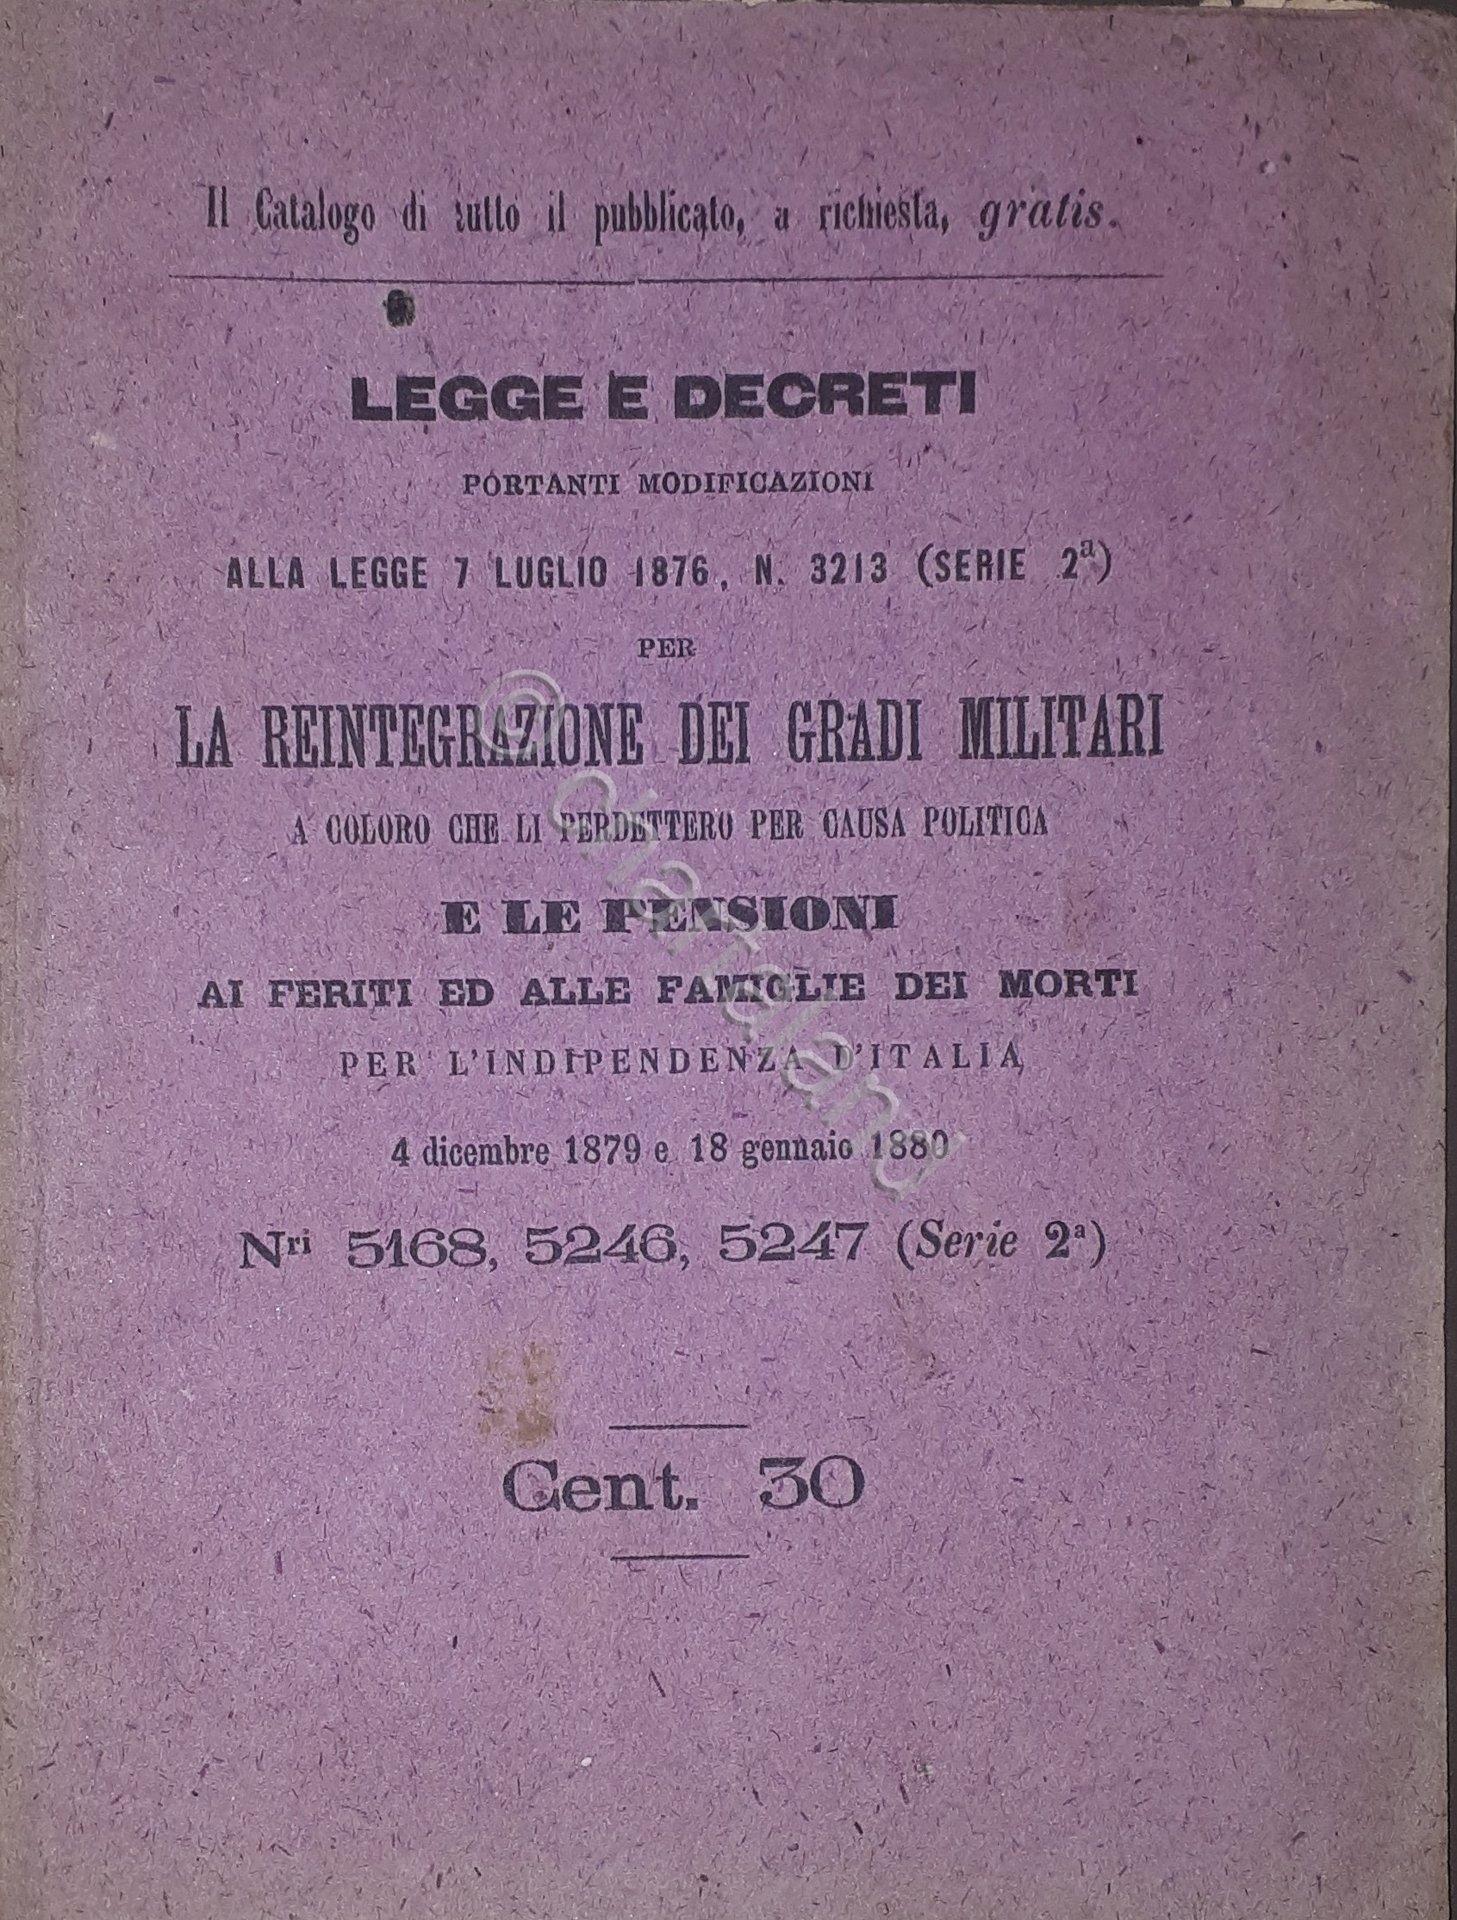 Il Catalogo di tutto il pubblicato, a richiesta, gratis.
LEGGE E DECRETI
PORTANTI MODIFICAZIONI
ALLA LEGGE 7 LUGLIO 1876, N. 3213 (SERIE 2ª)
PER
LA REINTEGRAZIONE DEI GRADI MILITARI
A COLORO CHE LI PERDETTERO PER CAUSA POLITICA
E LE PENSIONI
AI FERITI ED ALLE FAMIGLIE DEI MORTI
PER L'INDIPENDENZA D'ITALIA
4 dicembre 1879 e 18 gennaio 1880
Nri 5168, 5246, 5247 (Serie 2ª)
Cent. 30
© chartaland